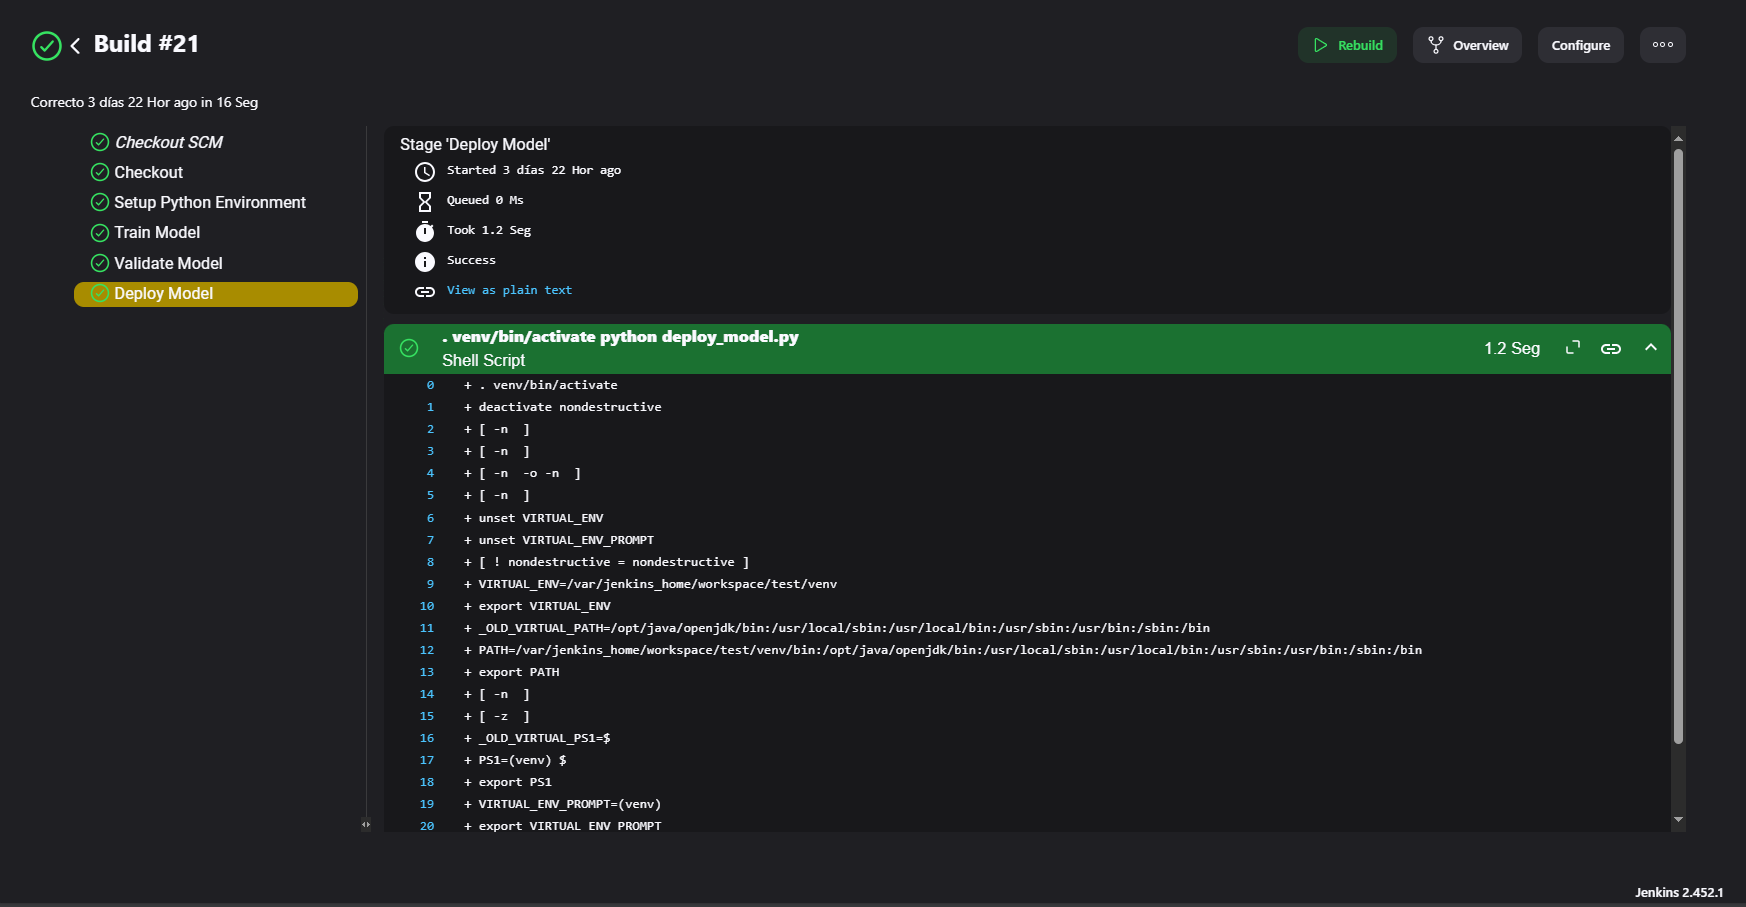 Build #21
Rebuild
Overview
Configure
Correcto 3 días 22 Hor ago in 16 Seg
Checkout SCM
Checkout
Setup Python Environment
Train Model
Validate Model
Deploy Model
Stage 'Deploy Model'
Started 3 días 22 Hor ago
Queued 0 Ms
Took 1.2 Seg
Success
View as plain text
. venv/bin/activate python deploy_model.py
Shell Script
1.2 Seg
0 + . venv/bin/activate
1 + deactivate nondestructive
2 + [ -n  ]
3 + [ -n  ]
4 + [ -n  -o -n  ]
5 + [ -n  ]
6 + unset VIRTUAL_ENV
7 + unset VIRTUAL_ENV_PROMPT
8 + [ ! nondestructive = nondestructive ]
9 + VIRTUAL_ENV=/var/jenkins_home/workspace/test/venv
10 + export VIRTUAL_ENV
11 + _OLD_VIRTUAL_PATH=/opt/java/openjdk/bin:/usr/local/sbin:/usr/local/bin:/usr/sbin:/usr/bin:/sbin:/bin
12 + PATH=/var/jenkins_home/workspace/test/venv/bin:/opt/java/openjdk/bin:/usr/local/sbin:/usr/local/bin:/usr/sbin:/usr/bin:/sbin:/bin
13 + export PATH
14 + [ -n  ]
15 + [ -z  ]
16 + _OLD_VIRTUAL_PS1=$
17 + PS1=(venv) $
18 + export PS1
19 + VIRTUAL_ENV_PROMPT=(venv)
20 + export VIRTUAL_ENV_PROMPT
Jenkins 2.452.1